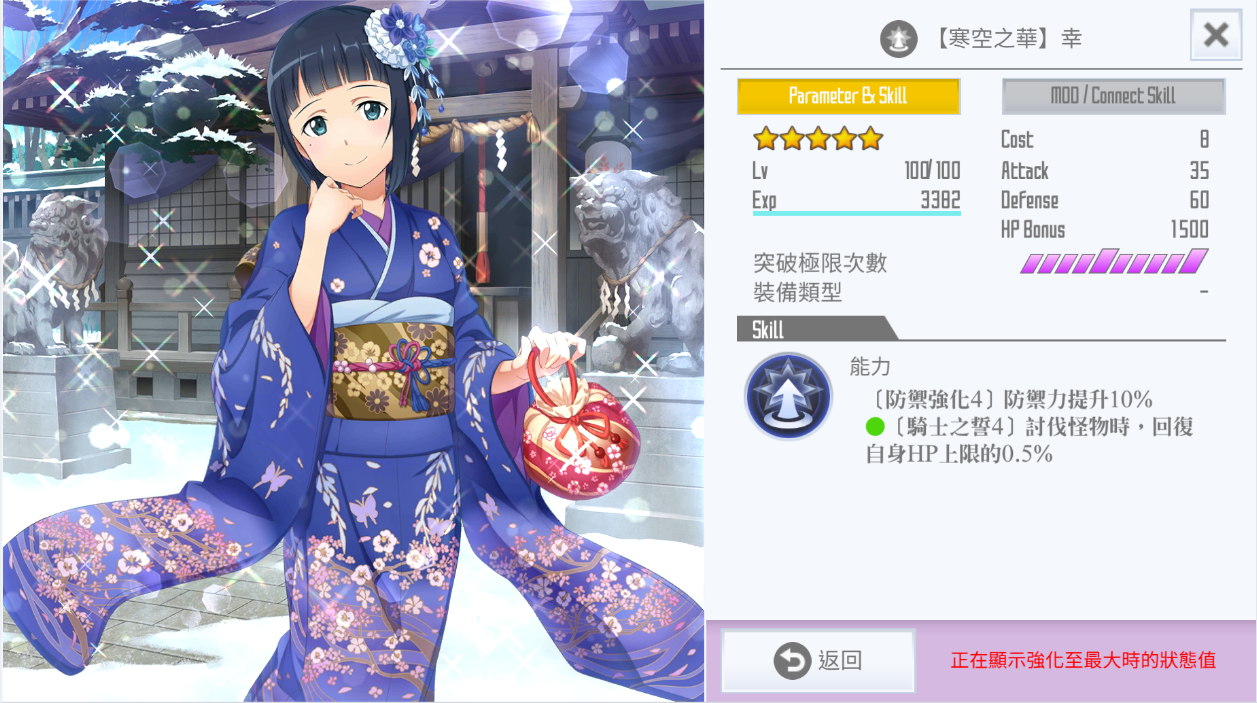 【寒空之華】幸
Parameter & Skill
MOD / Connect Skill
Lv 100/100
Exp 3382
Cost 8
Attack 35
Defense 60
HP Bonus 1500
突破極限次數
裝備類型 -
Skill
能力
〔防禦強化4〕防禦力提升10%
〔騎士之誓4〕討伐怪物時，回復
自身HP上限的0.5%
返回
正在顯示強化至最大時的狀態值